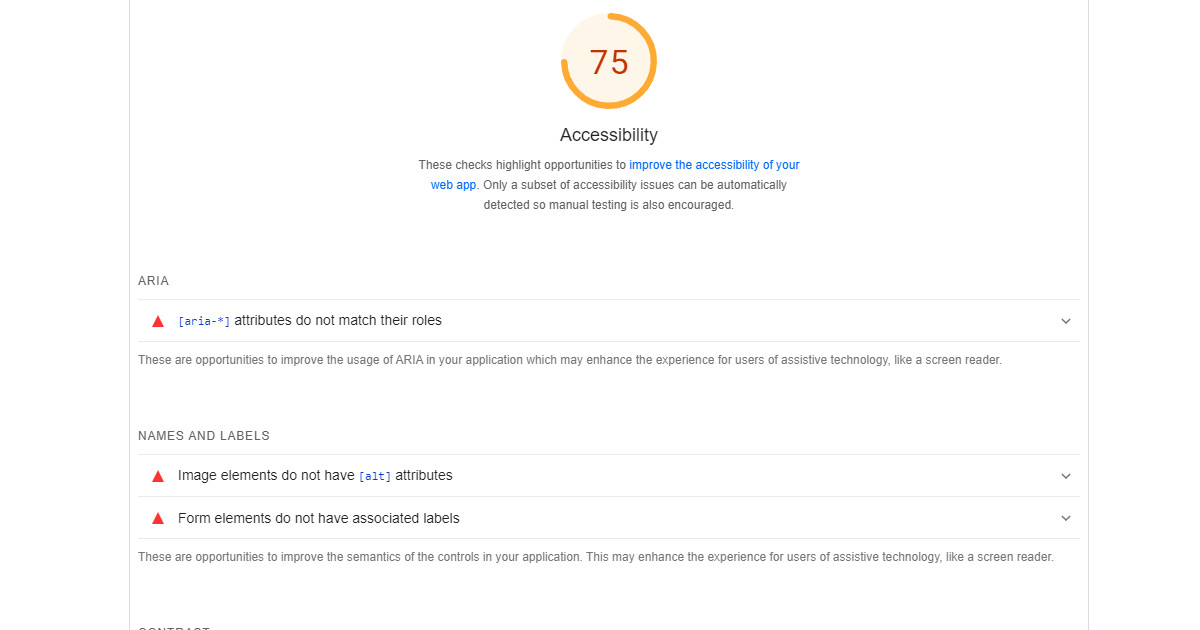 75
Accessibility
These checks highlight opportunities to improve the accessibility of your
web app. Only a subset of accessibility issues can be automatically
detected so manual testing is also encouraged.
ARIA
[aria-*] attributes do not match their roles
These are opportunities to improve the usage of ARIA in your application which may enhance the experience for users of assistive technology, like a screen reader.
NAMES AND LABELS
Image elements do not have [alt] attributes
Form elements do not have associated labels
These are opportunities to improve the semantics of the controls in your application. This may enhance the experience for users of assistive technology, like a screen reader.